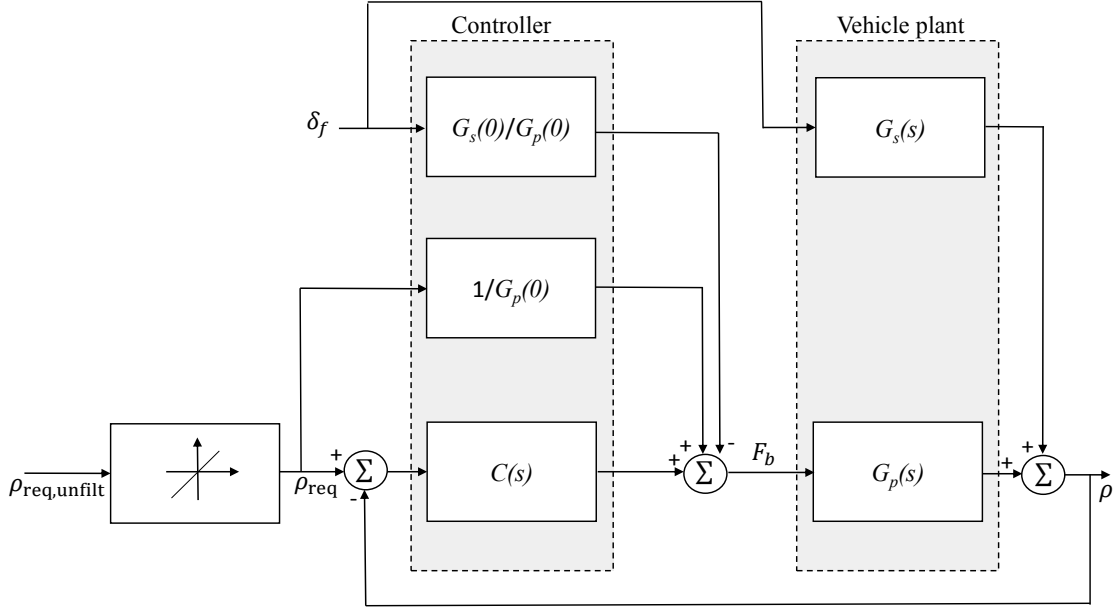 Controller
Vehicle plant
δ_f
G_s(0)/G_p(0)
G_s(s)
1/G_p(0)
+
+
+
-
+
+
ρ_req,unfilt
ρ_req
+
Σ
-
C(s)
Σ
F_b
G_p(s)
Σ
ρ